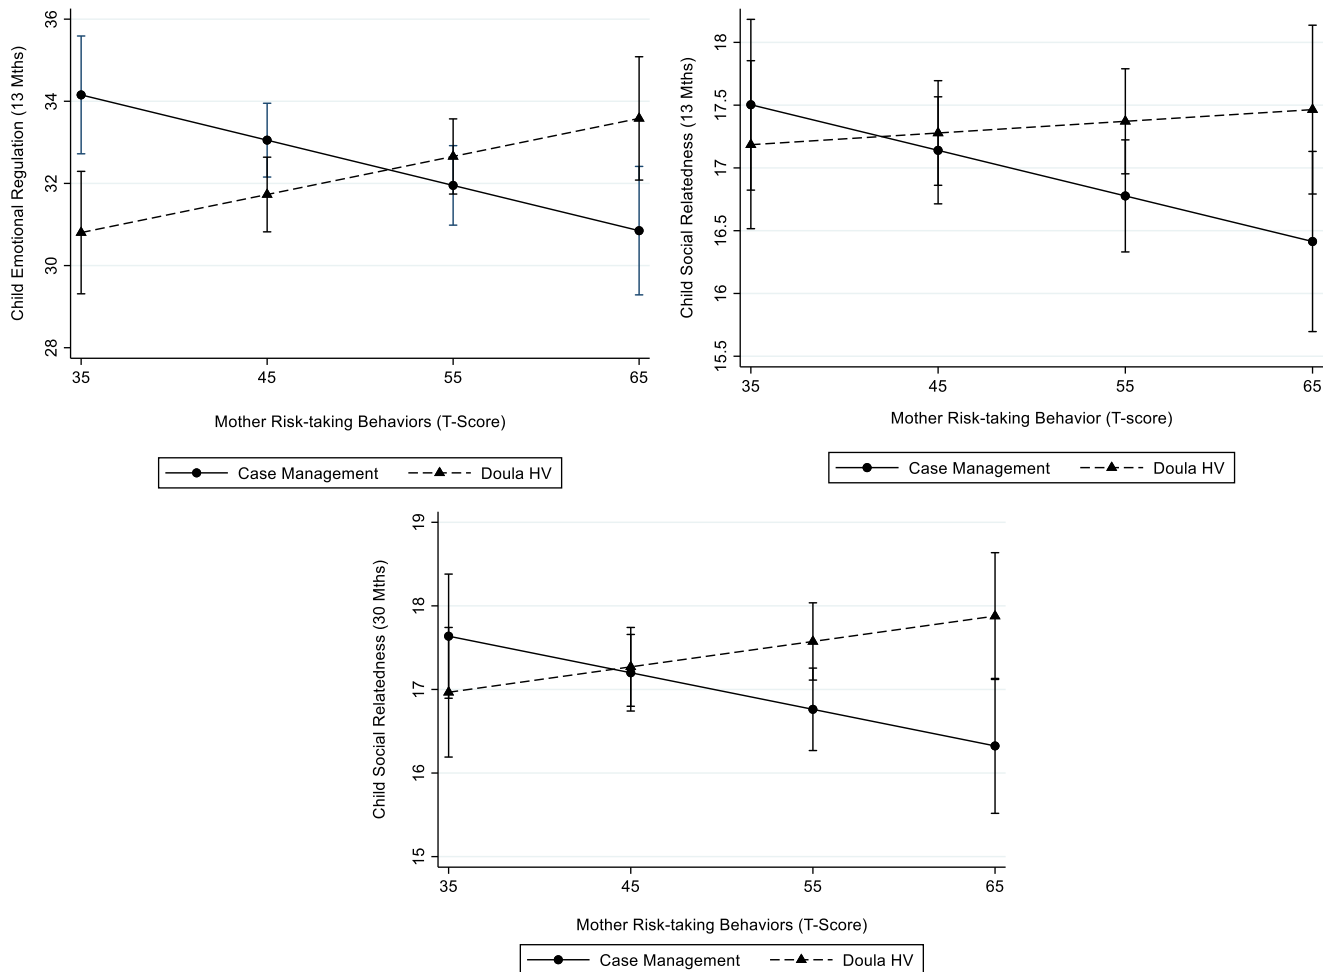 Child Emotional Regulation (13 Mths)
36
34
32
30
28
35 45 55 65
Mother Risk-taking Behaviors (T-Score)
Case Management Doula HV
Child Social Relatedness (13 Mths)
18
17.5
17
16.5
16
15.5
35 45 55 65
Mother Risk-taking Behavior (T-score)
Case Management Doula HV
Child Social Relatedness (30 Mths)
19
18
17
16
15
35 45 55 65
Mother Risk-taking Behaviors (T-Score)
Case Management Doula HV